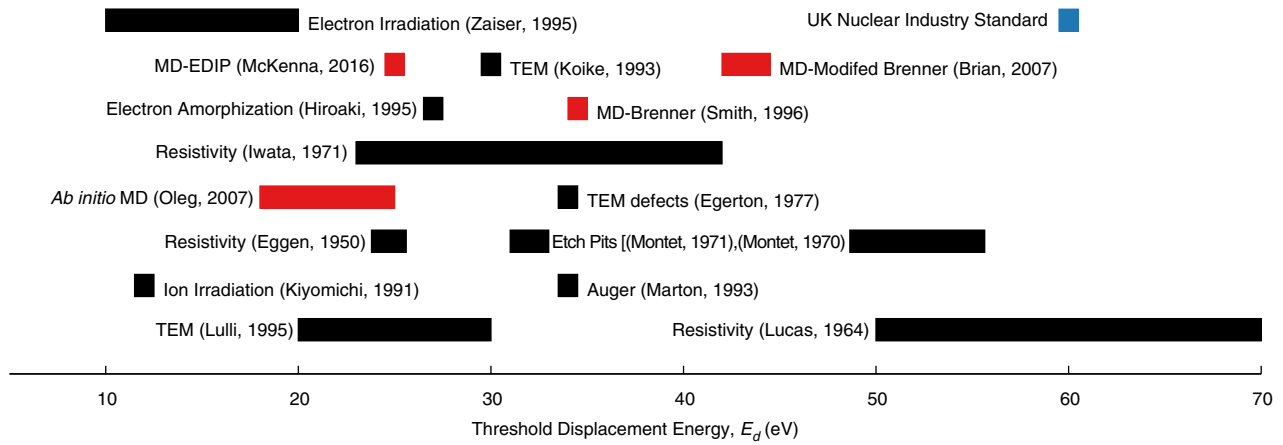 Electron Irradiation (Zaiser, 1995)
UK Nuclear Industry Standard
MD-EDIP (McKenna, 2016)
TEM (Koike, 1993)
MD-Modifed Brenner (Brian, 2007)
Electron Amorphization (Hiroaki, 1995)
MD-Brenner (Smith, 1996)
Resistivity (Iwata, 1971)
Ab initio MD (Oleg, 2007)
TEM defects (Egerton, 1977)
Resistivity (Eggen, 1950)
Etch Pits [(Montet, 1971),(Montet, 1970)
Ion Irradiation (Kiyomichi, 1991)
Auger (Marton, 1993)
TEM (Lulli, 1995)
Resistivity (Lucas, 1964)
10 20 30 40 50 60 70
Threshold Displacement Energy, E_d (eV)